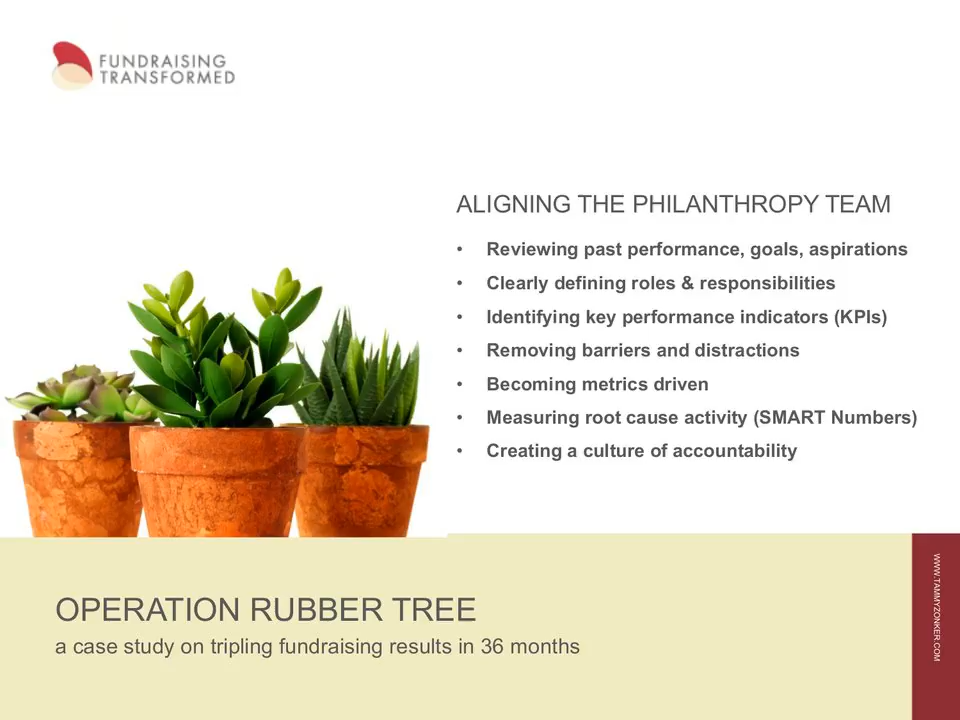 FUNDRAISING
TRANSFORMED
ALIGNING THE PHILANTHROPY TEAM
• Reviewing past performance, goals, aspirations
• Clearly defining roles & responsibilities
• Identifying key performance indicators (KPIs)
• Removing barriers and distractions
• Becoming metrics driven
• Measuring root cause activity (SMART Numbers)
• Creating a culture of accountability
OPERATION RUBBER TREE
a case study on tripling fundraising results in 36 months
WWW.TAMMYZONKER.COM